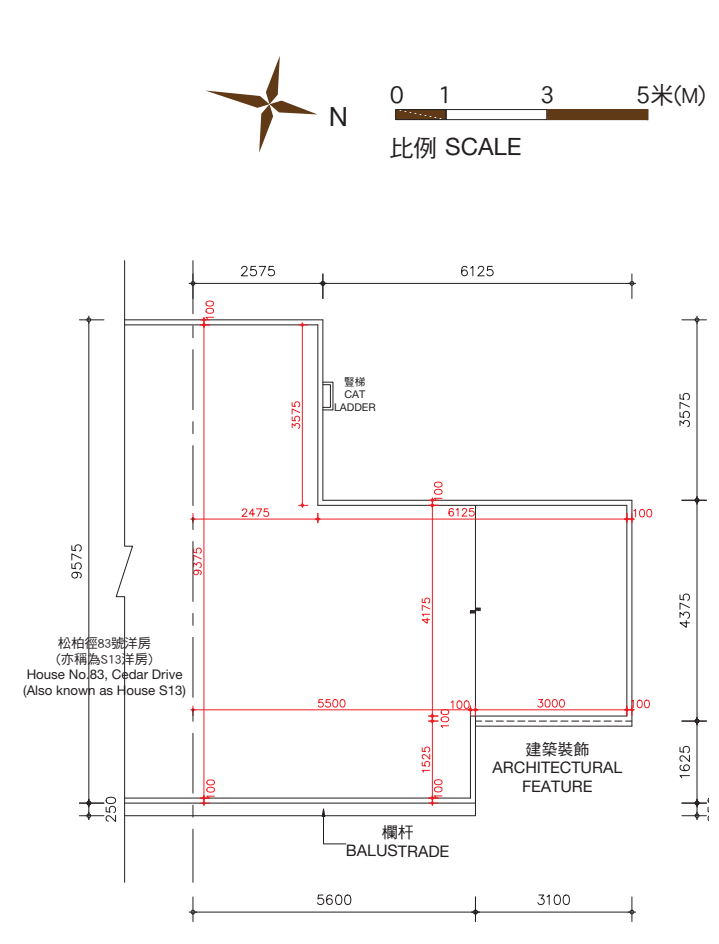 N
0 1 3 5米(M)
比例 SCALE
2575 6125
100
豎梯
CAT
LADDER
3575
3575
100
2475 6125 100
9575
9375
4175
4375
松柏徑83號洋房
(亦稱為S13洋房)
House No.83, Cedar Drive
(Also known as House S13)
5500 100 3000 100
100
建築裝飾
ARCHITECTURAL
FEATURE
1525
1625
100
100
250
欄杆
BALUSTRADE
5600 3100